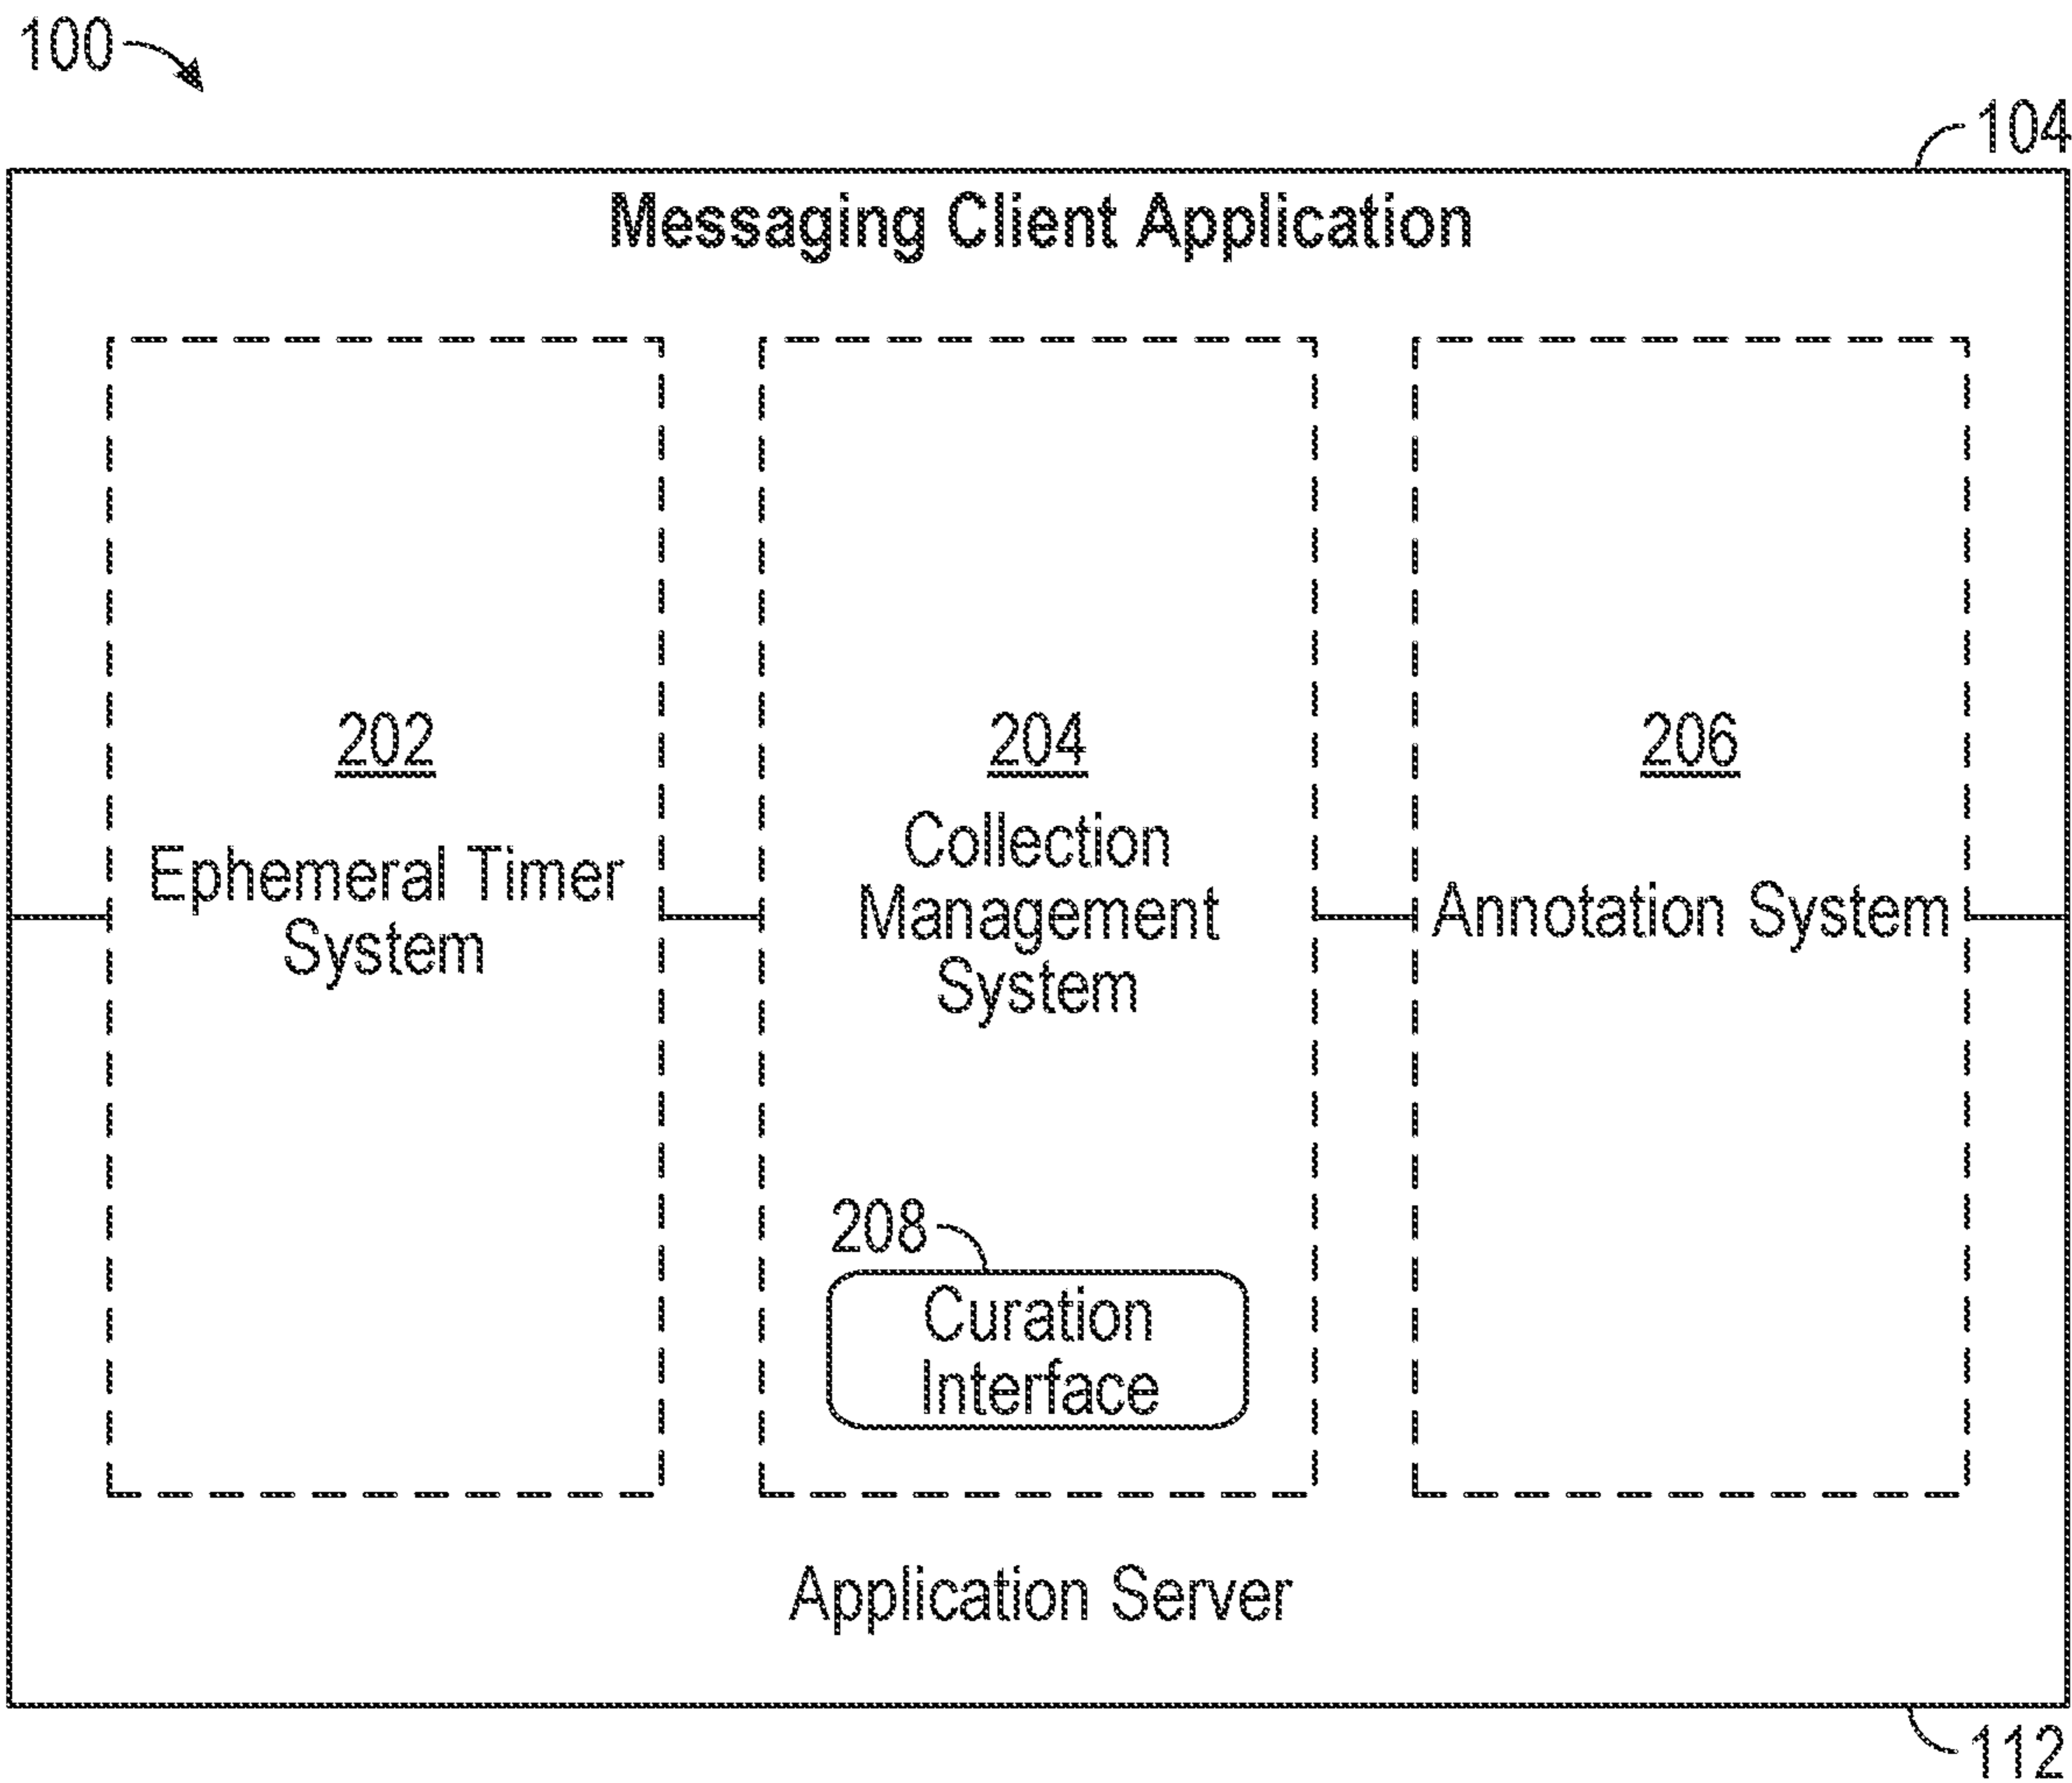 100
104
Messaging Client Application
202
Ephemeral Timer
System
204
Collection
Management
System
206
Annotation System
208
Curation
Interface
Application Server
112